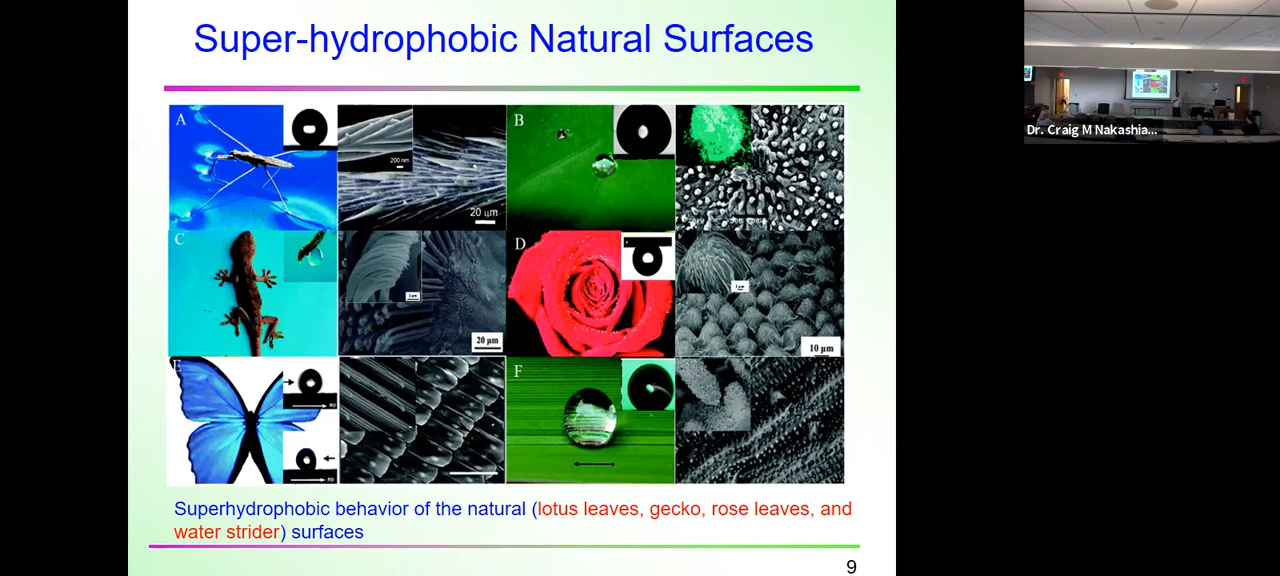 Super-hydrophobic Natural Surfaces
A
200 nm
20 μm
B
C
20 μm
D
10 μm
E
F
Superhydrophobic behavior of the natural (lotus leaves, gecko, rose leaves, and
water strider) surfaces
9
Dr. Craig M Nakashia...